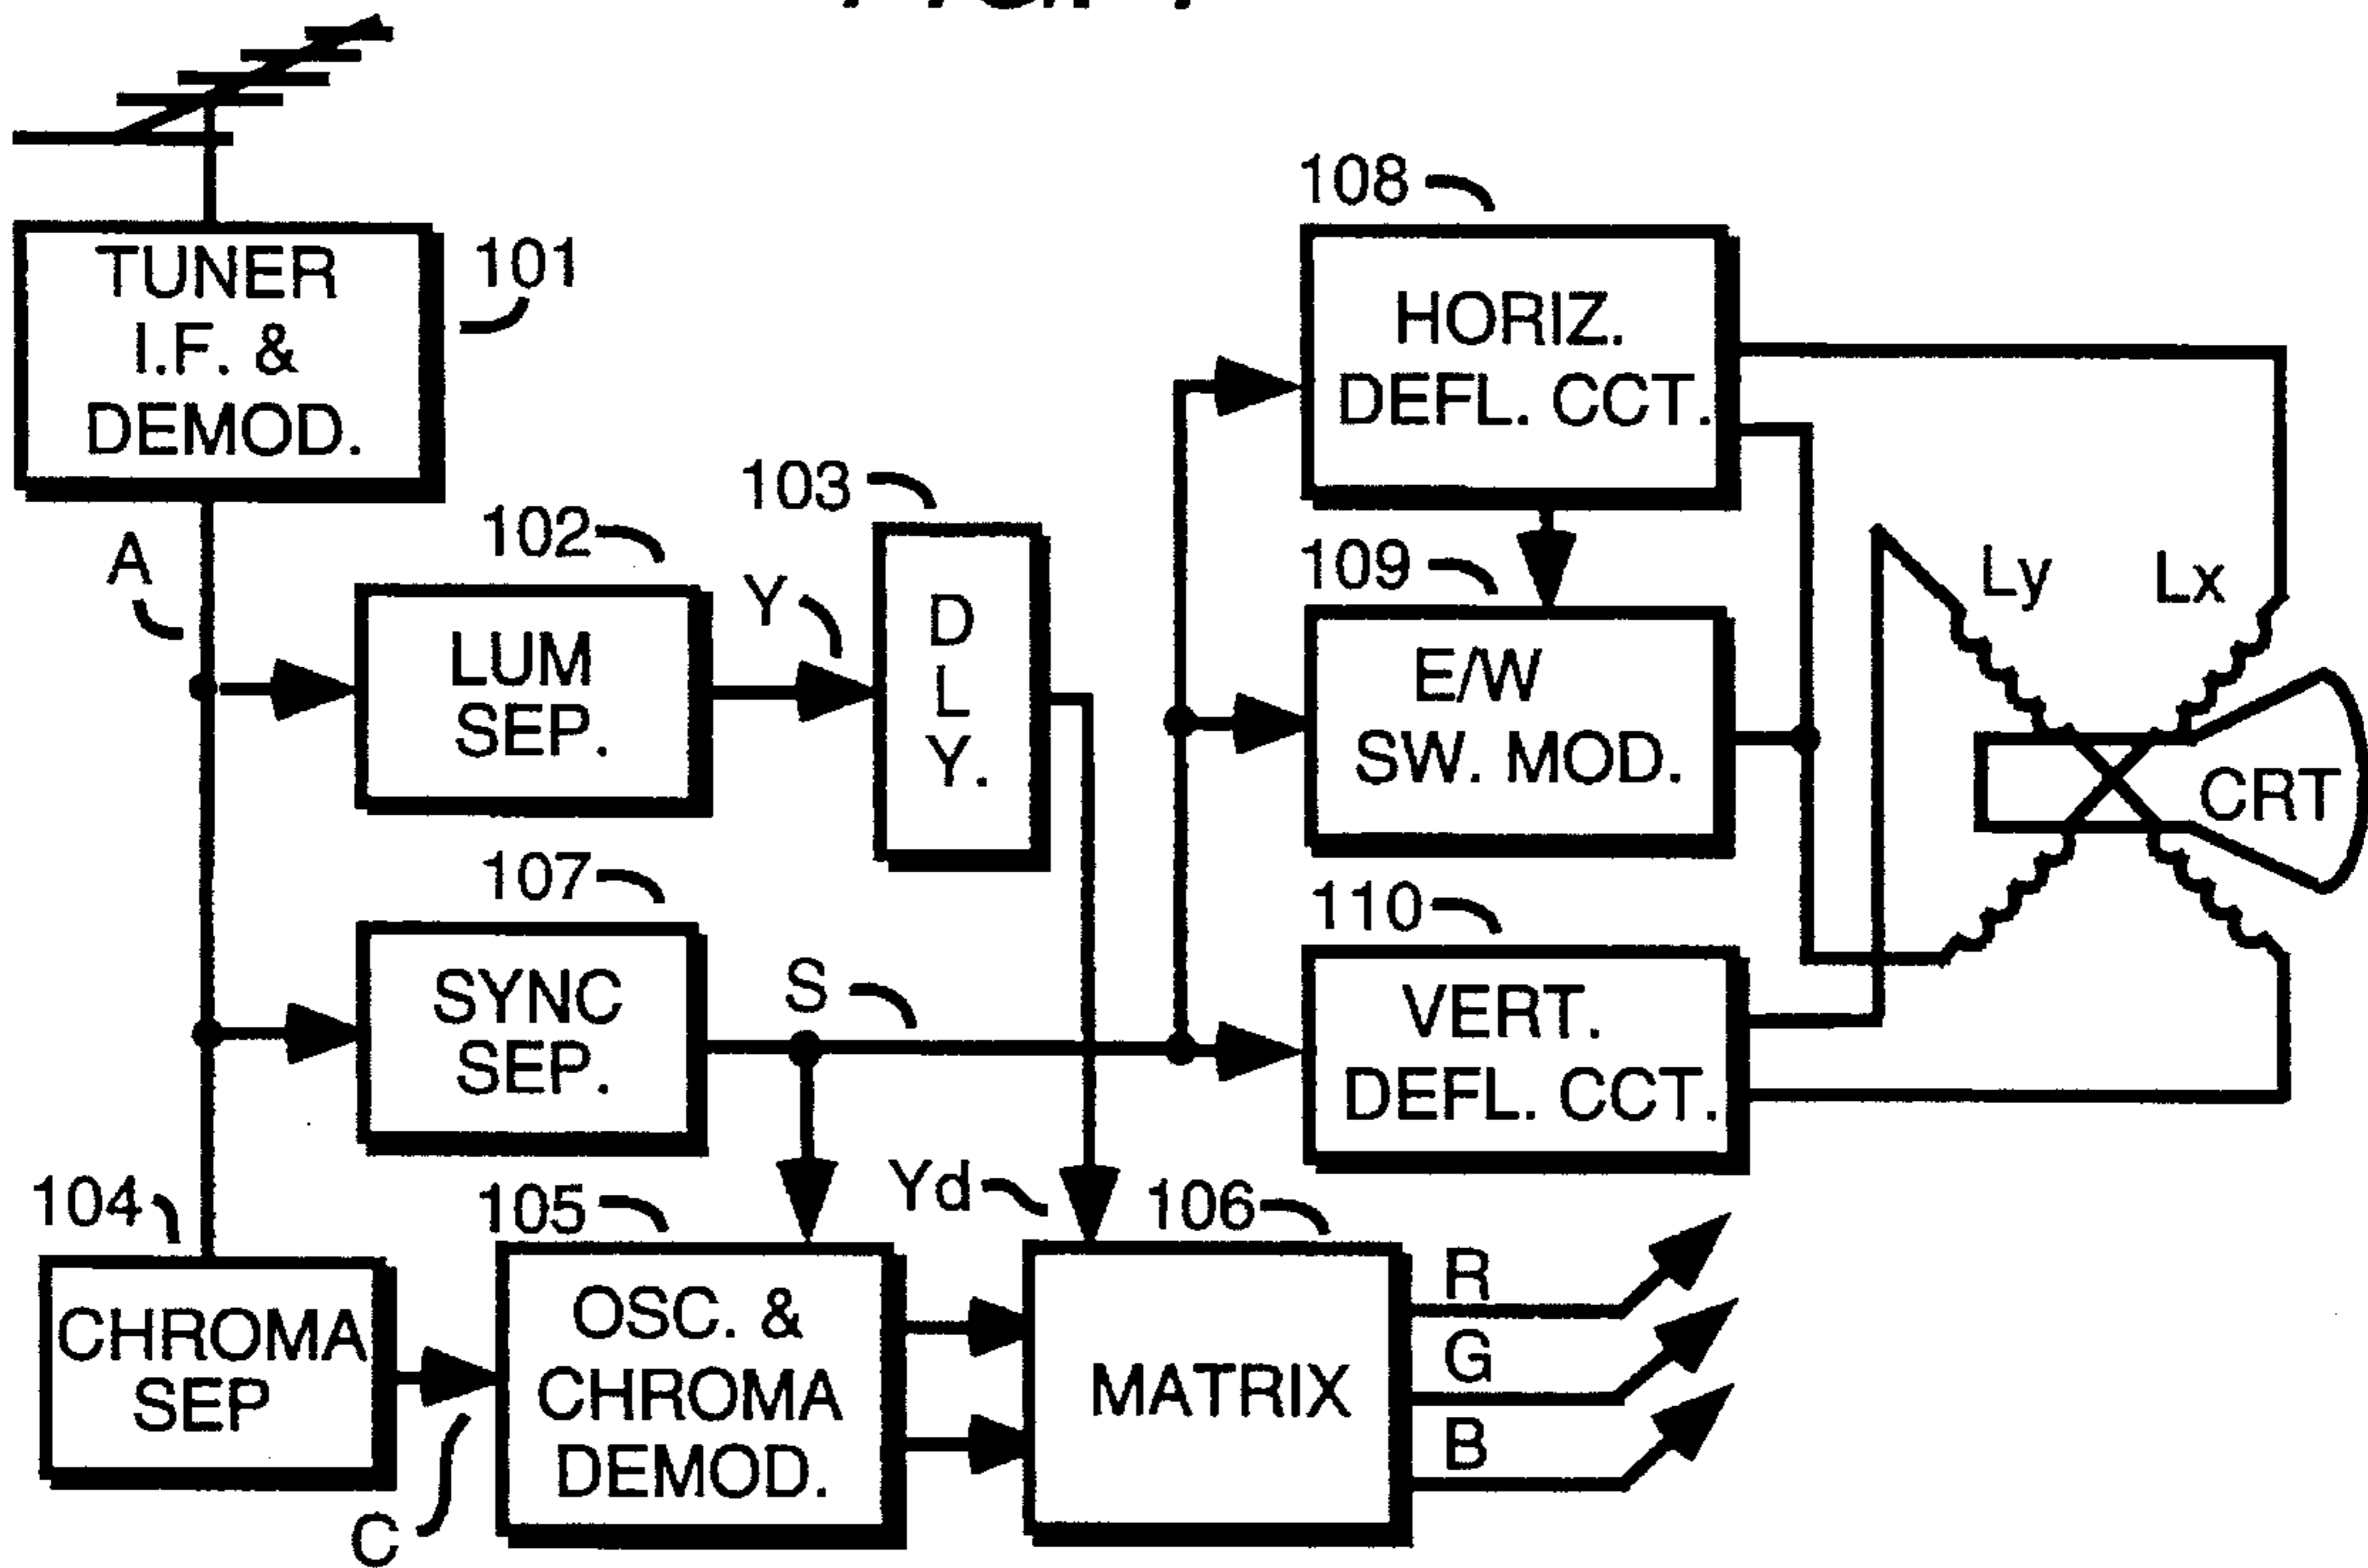 101
TUNER
I.F. &
DEMOD.
A
102
LUM
SEP.
Y
103
D
L
Y.
107
SYNC
SEP.
S
104
CHROMA
SEP
C
105
OSC. &
CHROMA
DEMOD.
Yd
106
MATRIX
R
G
B
108
HORIZ.
DEFL. CCT.
109
E/W
SW. MOD.
110
VERT.
DEFL. CCT.
Ly
Lx
CRT